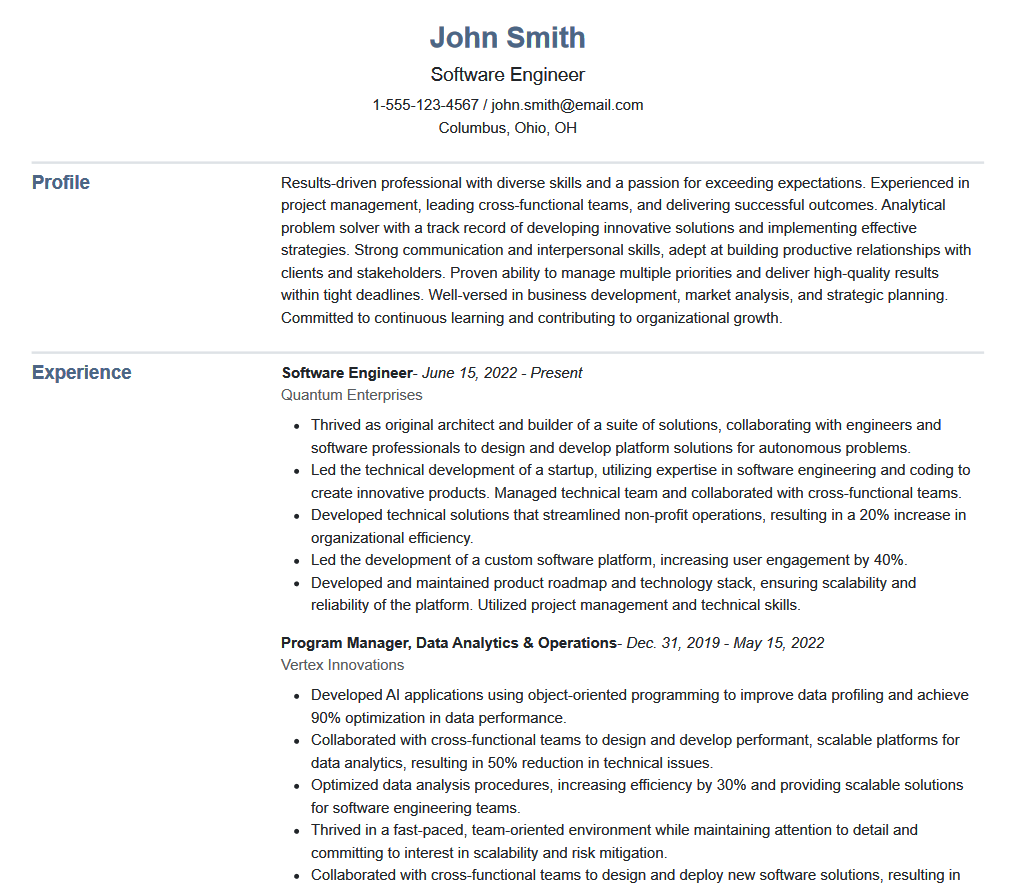 John Smith
Software Engineer
1-555-123-4567 / john.smith@email.com
Columbus, Ohio, OH
Profile
Results-driven professional with diverse skills and a passion for exceeding expectations. Experienced in
project management, leading cross-functional teams, and delivering successful outcomes. Analytical
problem solver with a track record of developing innovative solutions and implementing effective
strategies. Strong communication and interpersonal skills, adept at building productive relationships with
clients and stakeholders. Proven ability to manage multiple priorities and deliver high-quality results
within tight deadlines. Well-versed in business development, market analysis, and strategic planning.
Committed to continuous learning and contributing to organizational growth.
Experience
Software Engineer- June 15, 2022 - Present
Quantum Enterprises
• Thrived as original architect and builder of a suite of solutions, collaborating with engineers and
software professionals to design and develop platform solutions for autonomous problems.
• Led the technical development of a startup, utilizing expertise in software engineering and coding to
create innovative products. Managed technical team and collaborated with cross-functional teams.
• Developed technical solutions that streamlined non-profit operations, resulting in a 20% increase in
organizational efficiency.
• Led the development of a custom software platform, increasing user engagement by 40%.
• Developed and maintained product roadmap and technology stack, ensuring scalability and
reliability of the platform. Utilized project management and technical skills.
Program Manager, Data Analytics & Operations- Dec. 31, 2019 - May 15, 2022
Vertex Innovations
• Developed AI applications using object-oriented programming to improve data profiling and achieve
90% optimization in data performance.
• Collaborated with cross-functional teams to design and develop performant, scalable platforms for
data analytics, resulting in 50% reduction in technical issues.
• Optimized data analysis procedures, increasing efficiency by 30% and providing scalable solutions
for software engineering teams.
• Thrived in a fast-paced, team-oriented environment while maintaining attention to detail and
committing to interest in scalability and risk mitigation.
• Collaborated with cross-functional teams to design and deploy new software solutions, resulting in